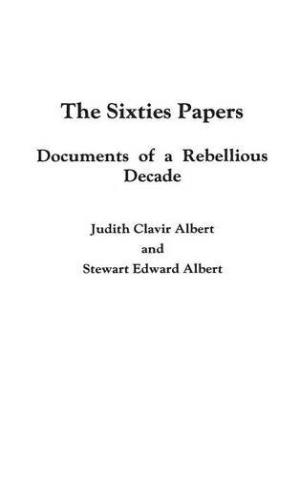 The Sixties Papers
Documents of a Rebellious
Decade
Judith Clavir Albert
and
Stewart Edward Albert